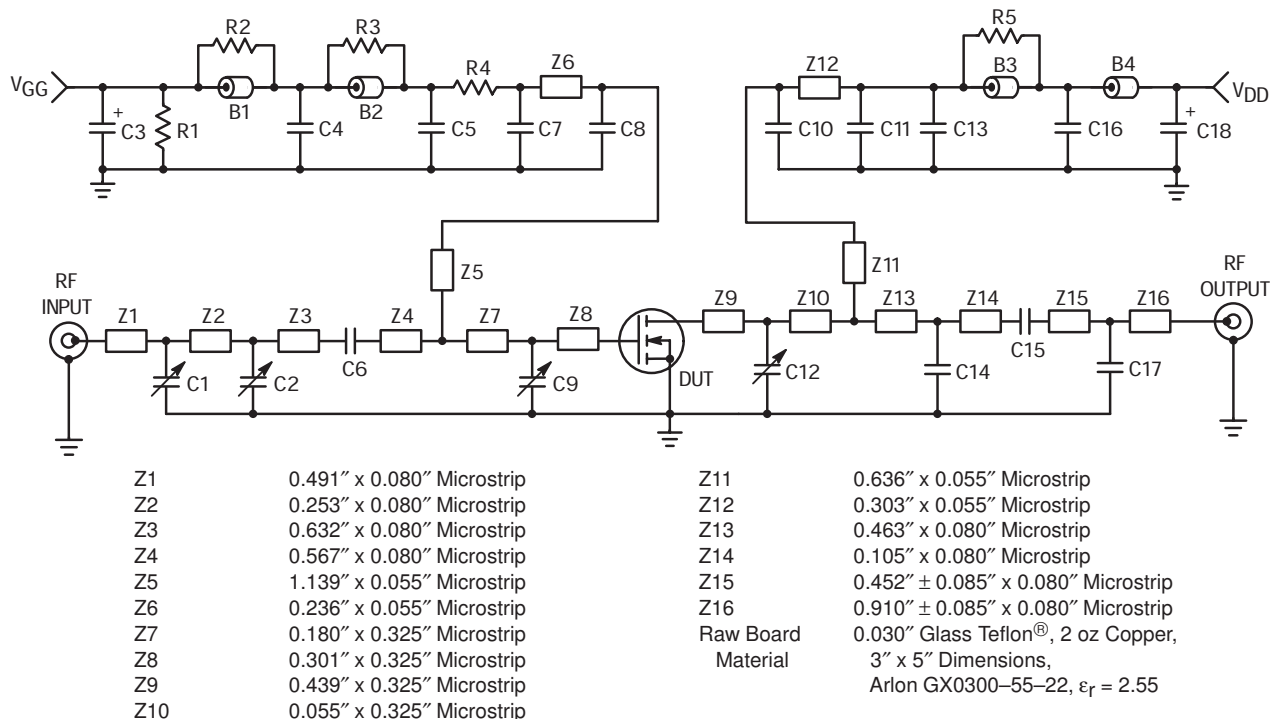 R2
R3
R5
VGG
B1
B2
R4
Z6
Z12
B3
B4
VDD
+
C3
R1
C4
C5
C7
C8
C10
C11
C13
C16
+
C18
Z5
Z11
RF
INPUT
RF
OUTPUT
Z1
Z2
Z3
Z4
Z7
Z8
Z9
Z10
Z13
Z14
Z15
Z16
C1
C2
C6
C9
DUT
C12
C14
C15
C17
Z1 0.491″ x 0.080″ Microstrip
Z2 0.253″ x 0.080″ Microstrip
Z3 0.632″ x 0.080″ Microstrip
Z4 0.567″ x 0.080″ Microstrip
Z5 1.139″ x 0.055″ Microstrip
Z6 0.236″ x 0.055″ Microstrip
Z7 0.180″ x 0.325″ Microstrip
Z8 0.301″ x 0.325″ Microstrip
Z9 0.439″ x 0.325″ Microstrip
Z10 0.055″ x 0.325″ Microstrip
Z11 0.636″ x 0.055″ Microstrip
Z12 0.303″ x 0.055″ Microstrip
Z13 0.463″ x 0.080″ Microstrip
Z14 0.105″ x 0.080″ Microstrip
Z15 0.452″ ± 0.085″ x 0.080″ Microstrip
Z16 0.910″ ± 0.085″ x 0.080″ Microstrip
Raw Board 0.030″ Glass Teflon®, 2 oz Copper,
Material 3″ x 5″ Dimensions,
Arlon GX0300–55–22, εr = 2.55